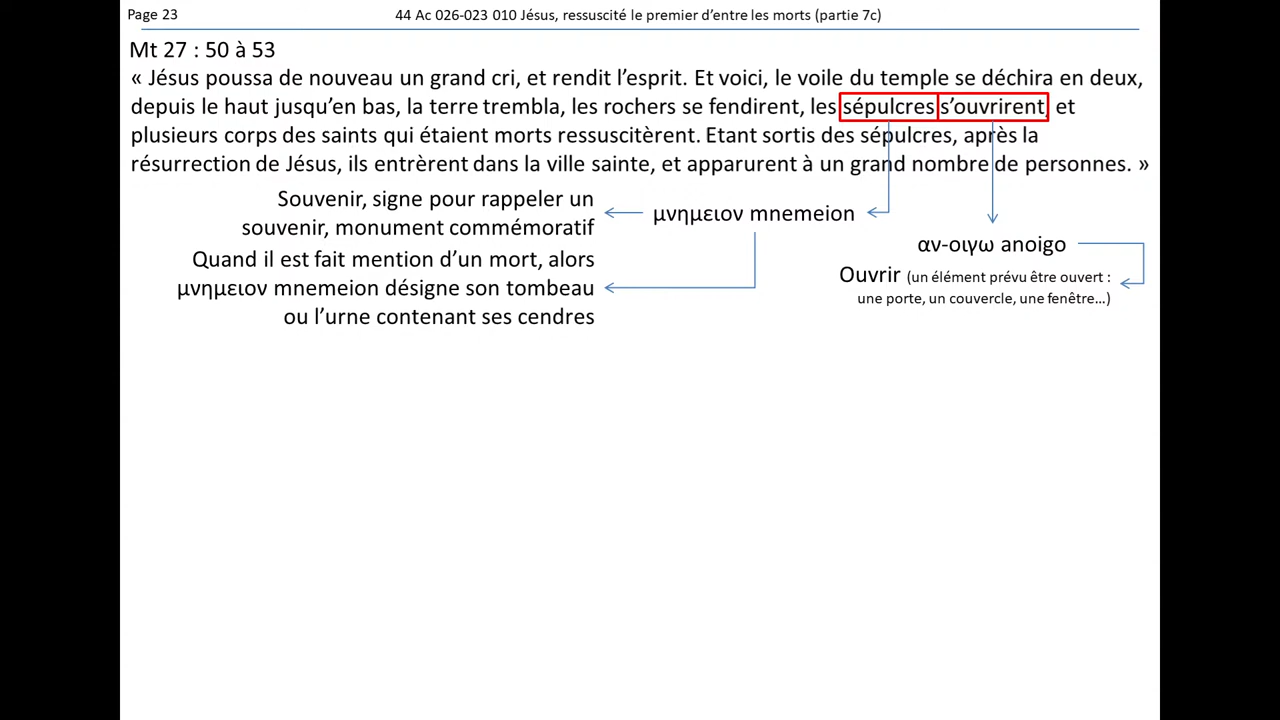 Page 23
44 Ac 026-023 010 Jésus, ressuscité le premier d’entre les morts (partie 7c)
Mt 27 : 50 à 53
« Jésus poussa de nouveau un grand cri, et rendit l’esprit. Et voici, le voile du temple se déchira en deux,
depuis le haut jusqu’en bas, la terre trembla, les rochers se fendirent, les sépulcres s’ouvrirent, et
plusieurs corps des saints qui étaient morts ressuscitèrent. Etant sortis des sépulcres, après la
résurrection de Jésus, ils entrèrent dans la ville sainte, et apparurent à un grand nombre de personnes. »
Souvenir, signe pour rappeler un
souvenir, monument commémoratif
μνημειον mnemeion
Quand il est fait mention d’un mort, alors
μνημειον mnemeion désigne son tombeau
ou l’urne contenant ses cendres
αν-οιγω anoigo
Ouvrir (un élément prévu être ouvert :
une porte, un couvercle, une fenêtre…)